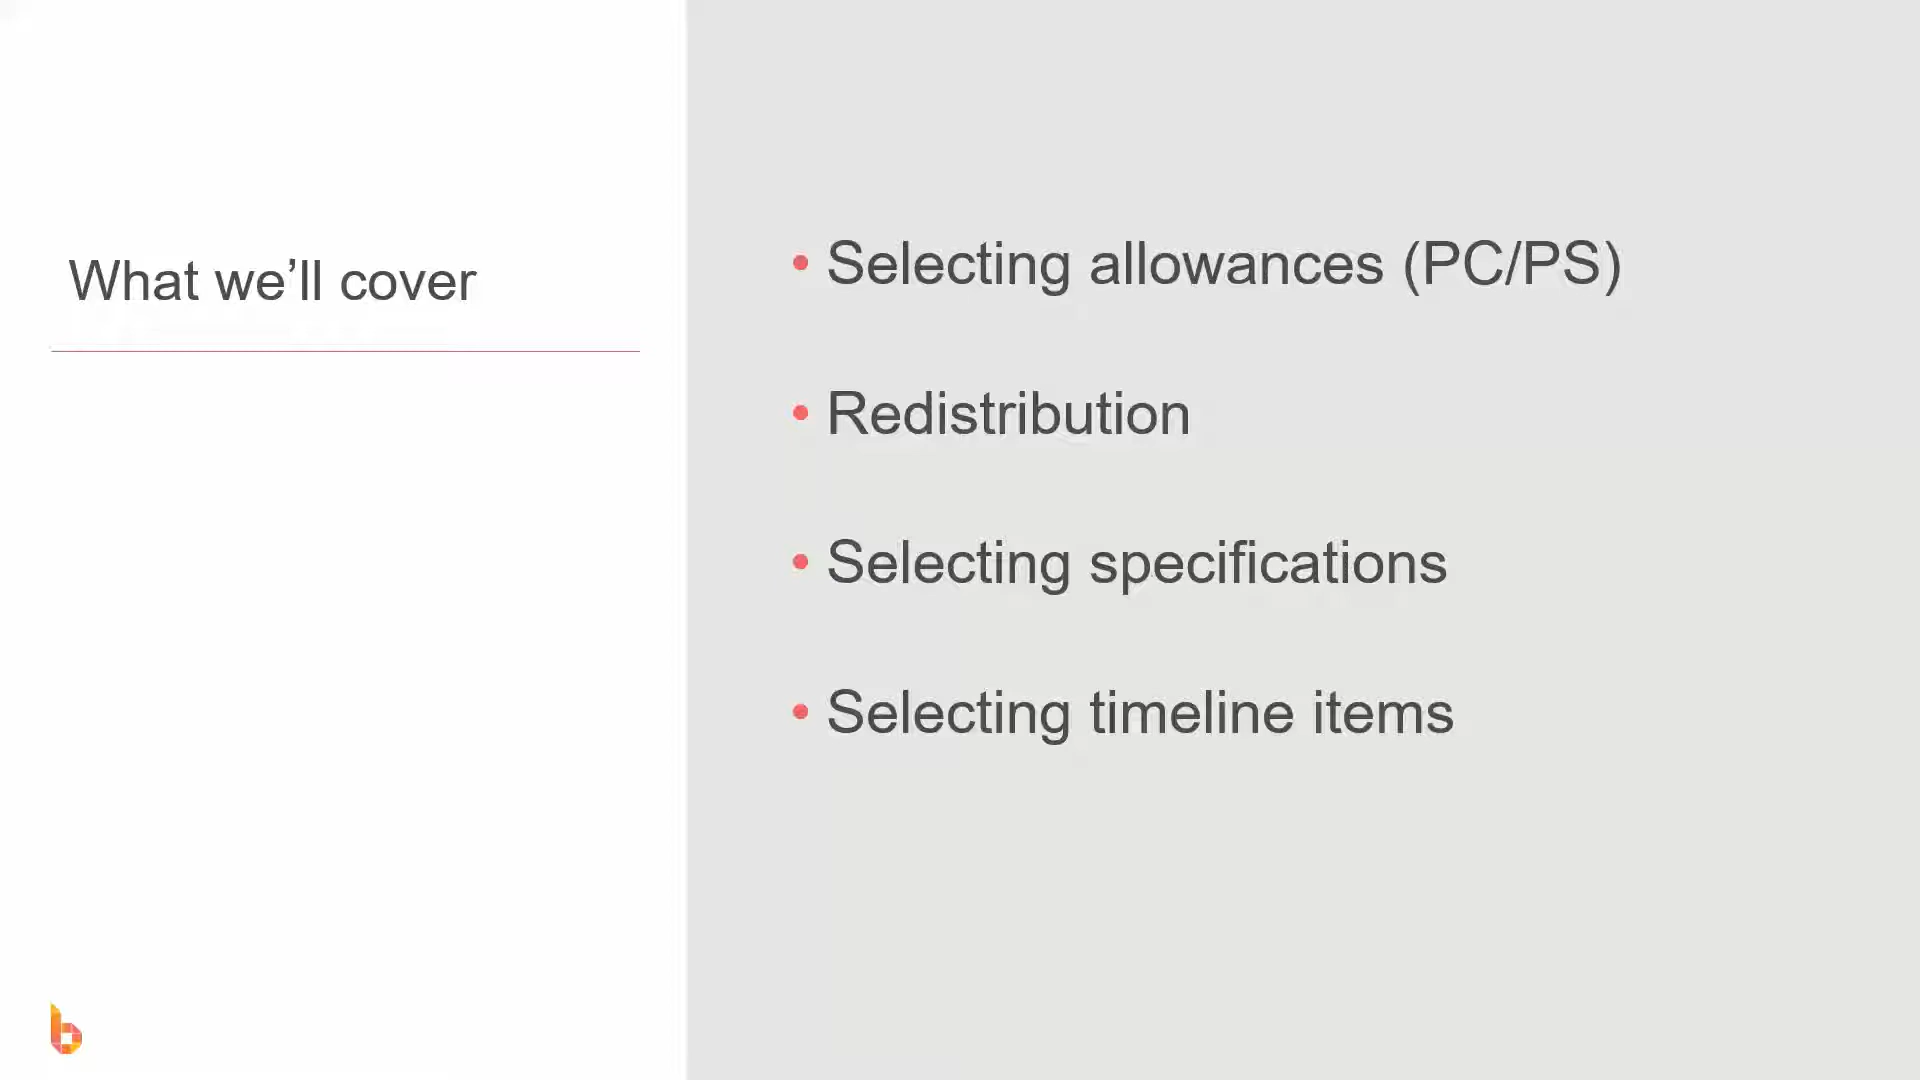 What we’ll cover
• Selecting allowances (PC/PS)
• Redistribution
• Selecting specifications
• Selecting timeline items